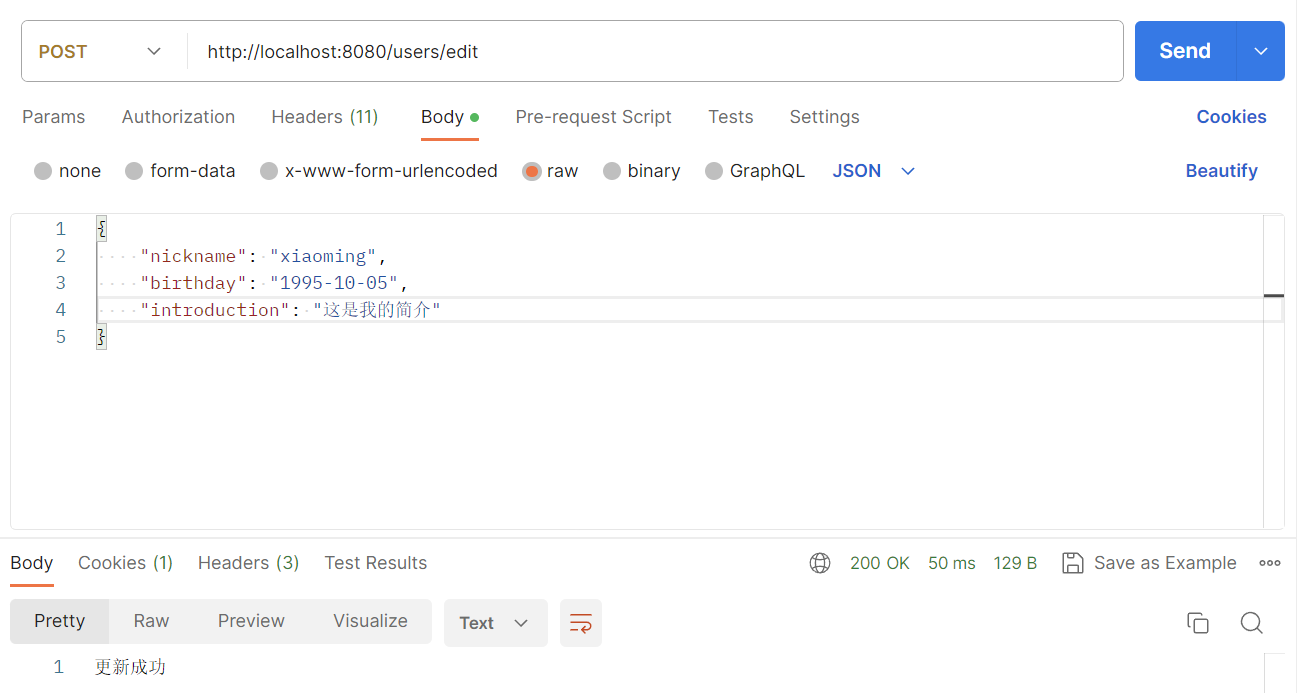 POST http://localhost:8080/users/edit Send
Params Authorization Headers (11) Body Pre-request Script Tests Settings Cookies
none form-data x-www-form-urlencoded raw binary GraphQL JSON Beautify
1 {
2 "nickname": "xiaoming",
3 "birthday": "1995-10-05",
4 "introduction": "这是我的简介"
5 }
Body Cookies (1) Headers (3) Test Results 200 OK 50 ms 129 B Save as Example
Pretty Raw Preview Visualize Text
1 更新成功